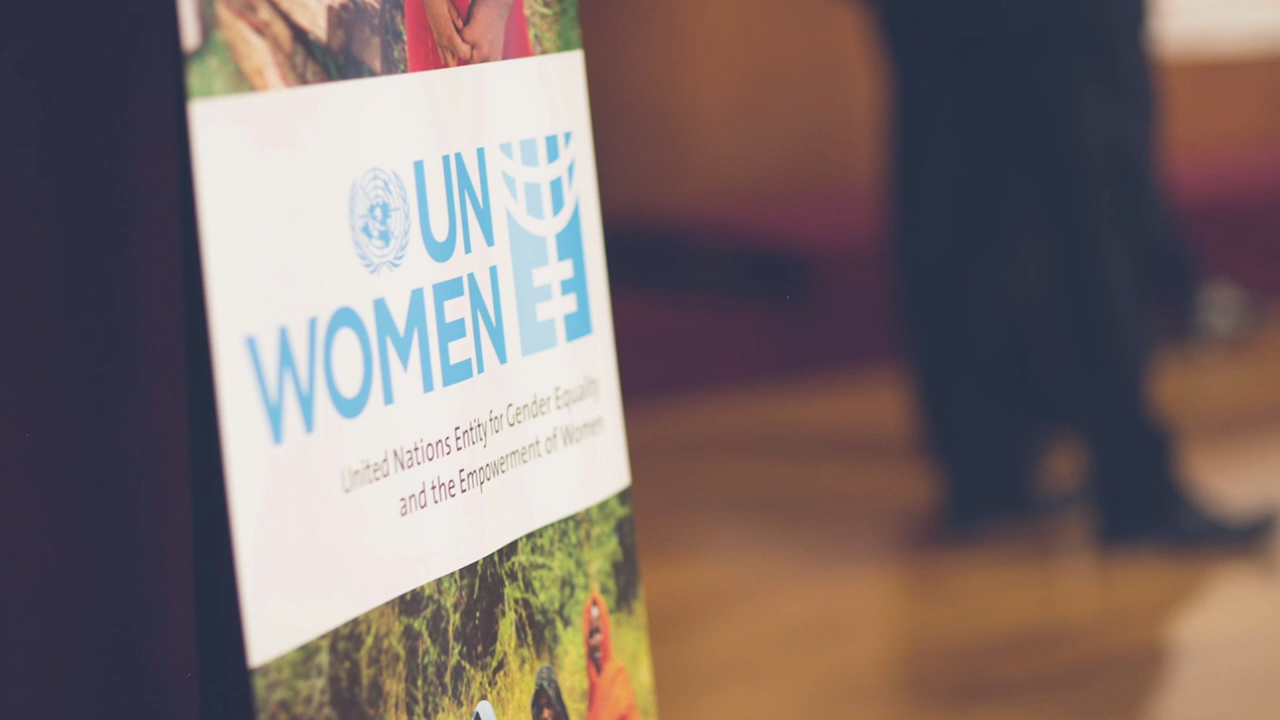 UN
WOMEN
United Nations Entity for Gender Equality
and the Empowerment of Women